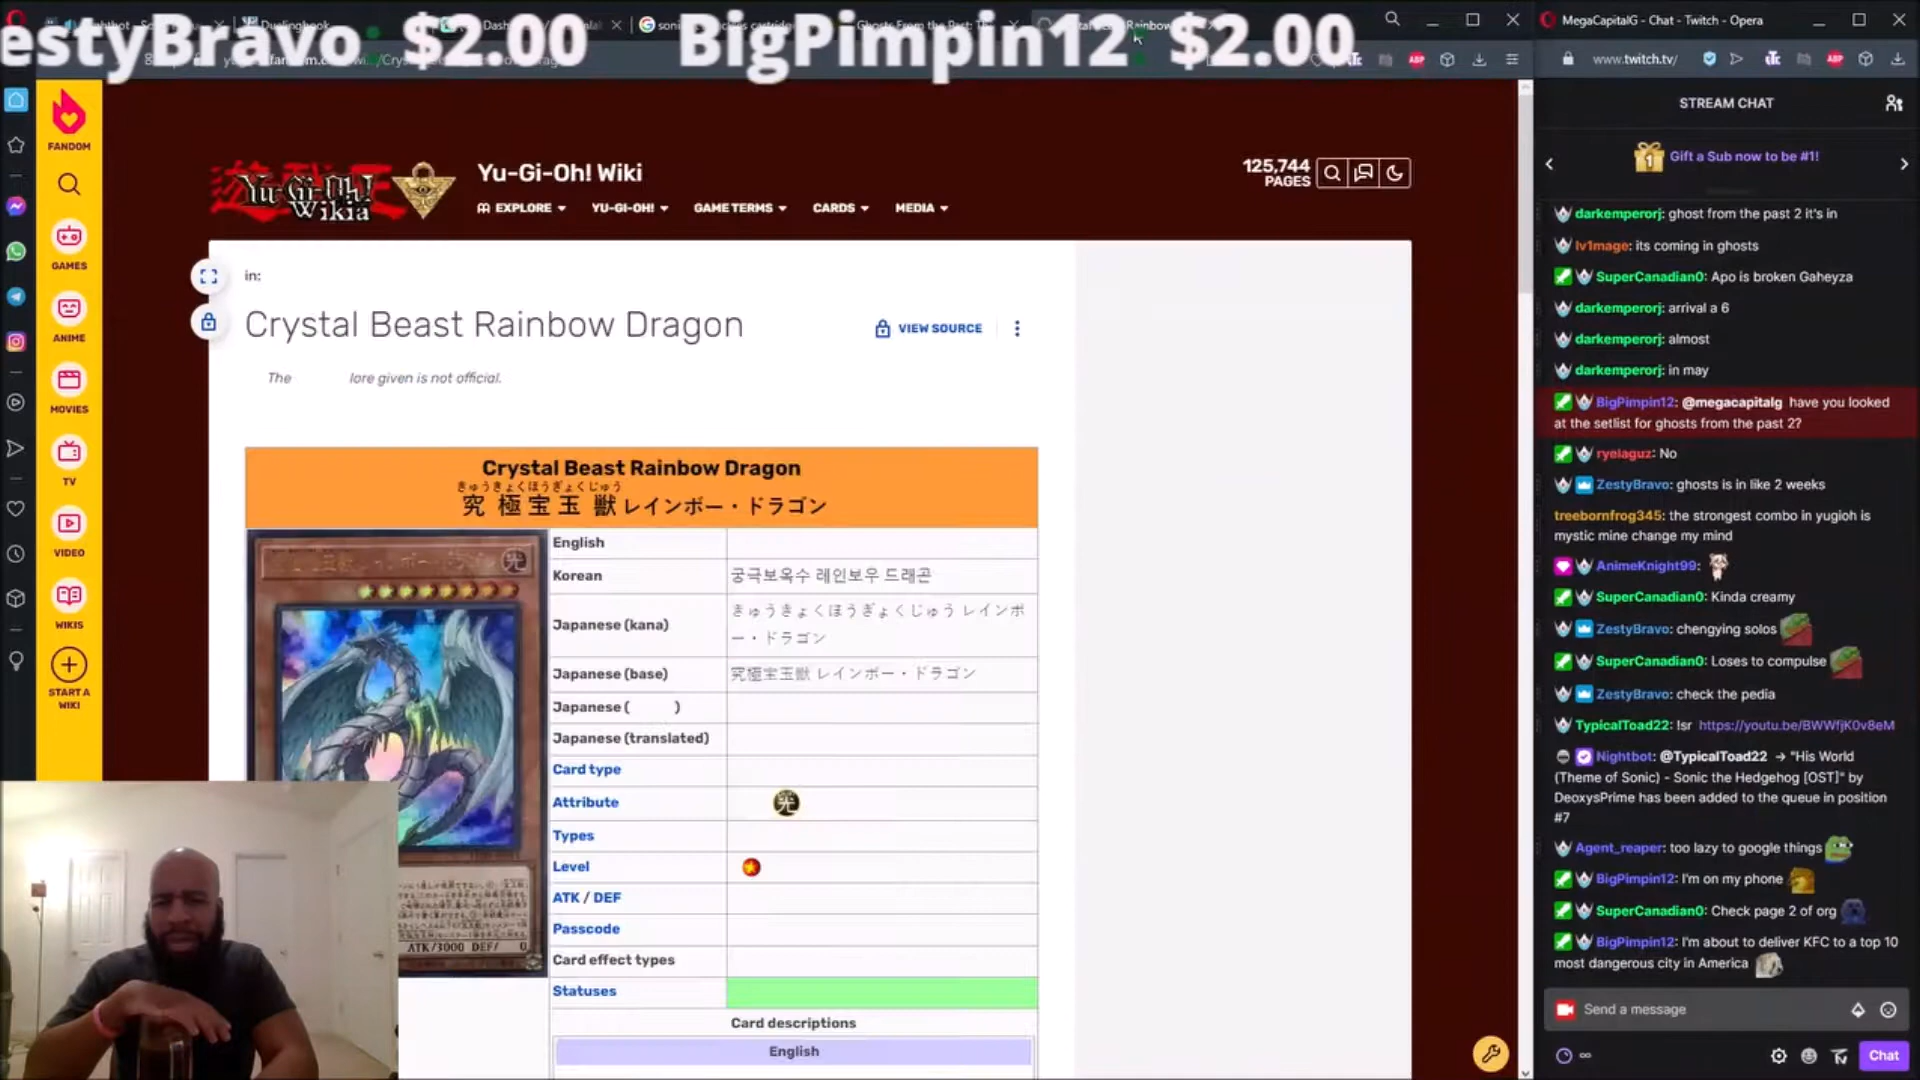 estyBravo $2.00 BigPimpin12 $2.00
MegaCapitalG - Chat - Twitch - Opera
www.twitch.tv/
FANDOM
GAMES
ANIME
MOVIES
TV
VIDEO
WIKIS
START A
WIKI
Yu-Gi-Oh!
Wikia
Yu-Gi-Oh! Wiki
EXPLORE YU-GI-OH! GAME TERMS CARDS MEDIA
125,744
PAGES
in:
Crystal Beast Rainbow Dragon
VIEW SOURCE
The lore given is not official.
Crystal Beast Rainbow Dragon
きゅうきょくほうぎょくじゅう
究極宝玉獣レインボー・ドラゴン
English
Korean 궁극보옥수 레인보우 드래곤
Japanese (kana) きゅうきょくほうぎょくじゅう レインボ
ー・ドラゴン
Japanese (base) 究極宝玉獣 レインボー・ドラゴン
Japanese ( )
Japanese (translated)
Card type
Attribute 光
Types
Level
ATK / DEF
Passcode
Card effect types
Statuses
Card descriptions
English
ATK/3000 DEF/ 0
STREAM CHAT
1 Gift a Sub now to be #1!
darkemperorj: ghost from the past 2 it's in
lv1mage: its coming in ghosts
SuperCanadian0: Apo is broken Gaheyza
darkemperorj: arrival a 6
darkemperorj: almost
darkemperorj: in may
BigPimpin12: @megacapitalg have you looked
at the setlist for ghosts from the past 2?
ryelaguz: No
ZestyBravo: ghosts is in like 2 weeks
treebornfrog345: the strongest combo in yugioh is
mystic mine change my mind
AnimeKnight99:
SuperCanadian0: Kinda creamy
ZestyBravo: chengying solos
SuperCanadian0: Loses to compulse
ZestyBravo: check the pedia
TypicalToad22: !sr https://youtu.be/BWWfjK0v8eM
Nightbot: @TypicalToad22 → "His World
(Theme of Sonic) - Sonic the Hedgehog [OST]" by
DeoxysPrime has been added to the queue in position
#7
Agent_reaper: too lazy to google things
BigPimpin12: I'm on my phone
SuperCanadian0: Check page 2 of org
BigPimpin12: I'm about to deliver KFC to a top 10
most dangerous city in America
Send a message
Chat